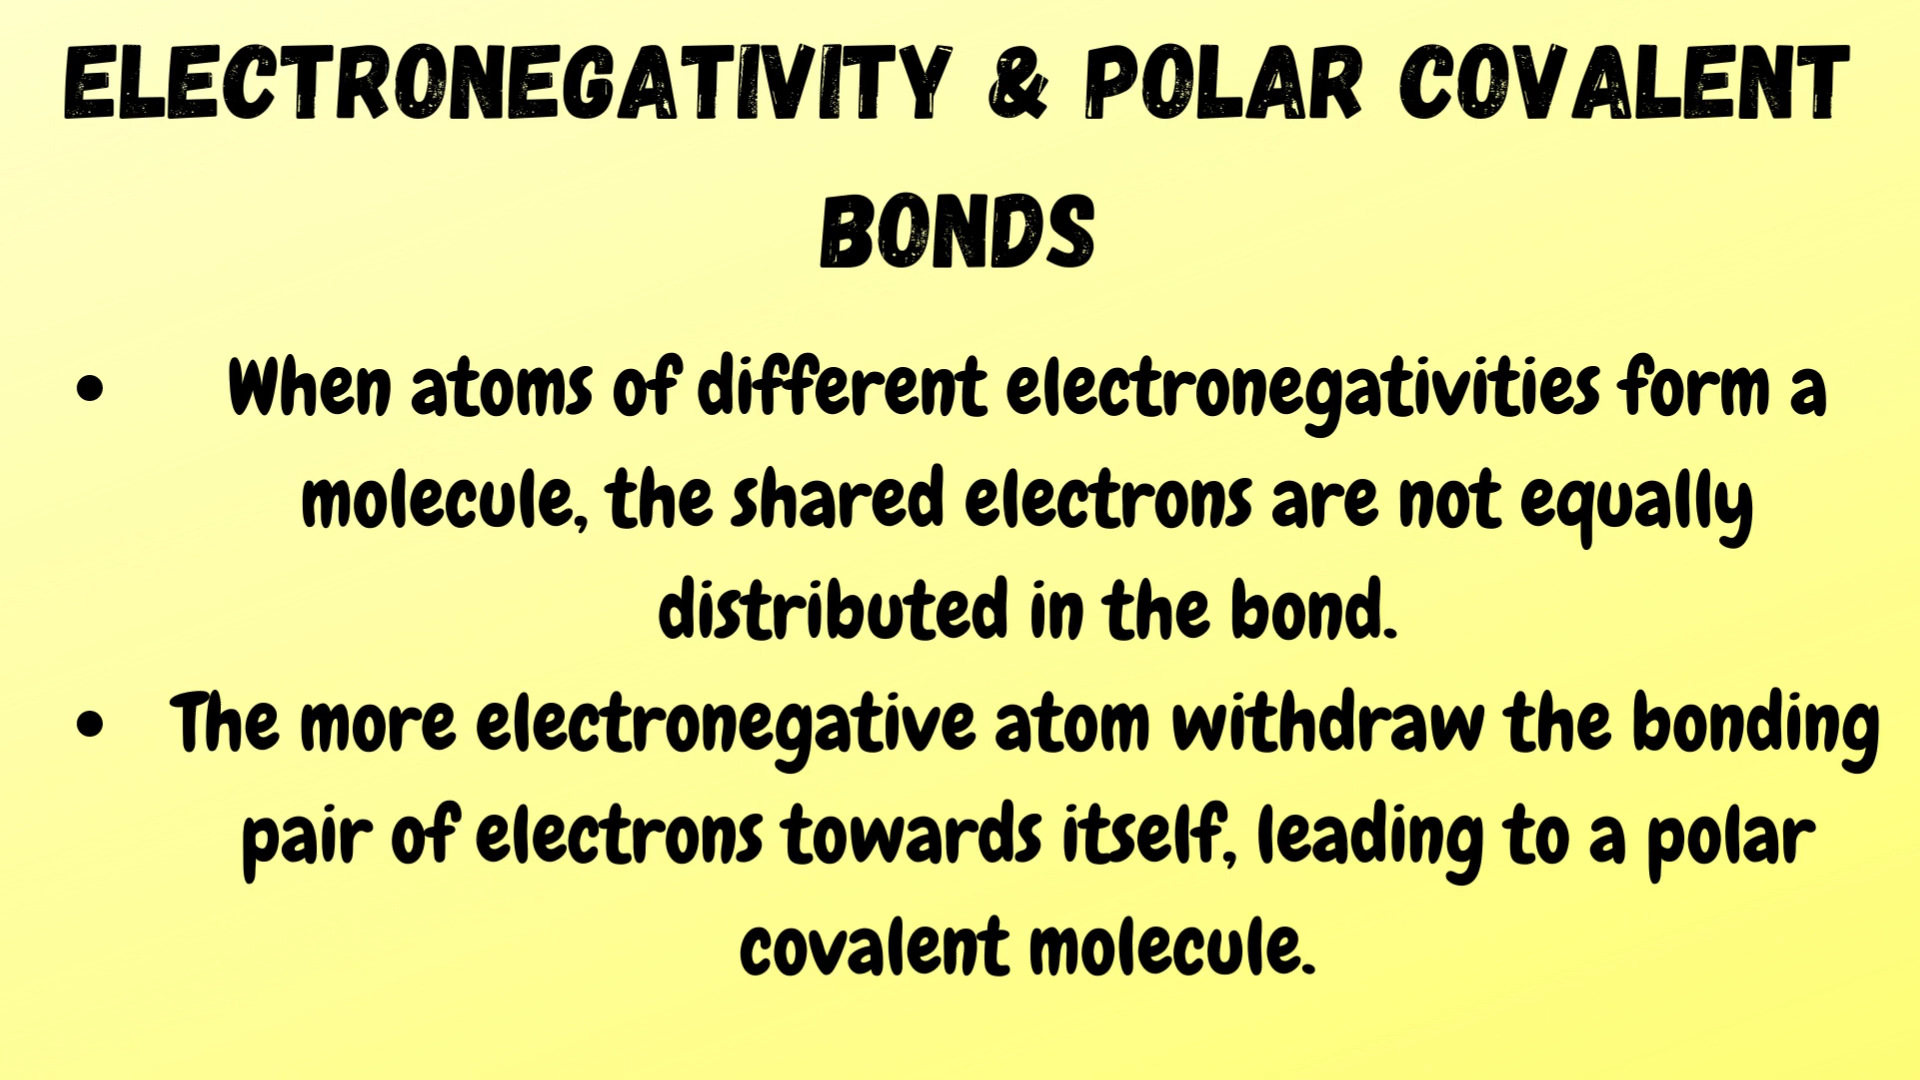 ELECTRONEGATIVITY & POLAR COVALENT
BONDS
• When atoms of different electronegativities form a
molecule, the shared electrons are not equally
distributed in the bond.
• The more electronegative atom withdraw the bonding
pair of electrons towards itself, leading to a polar
covalent molecule.